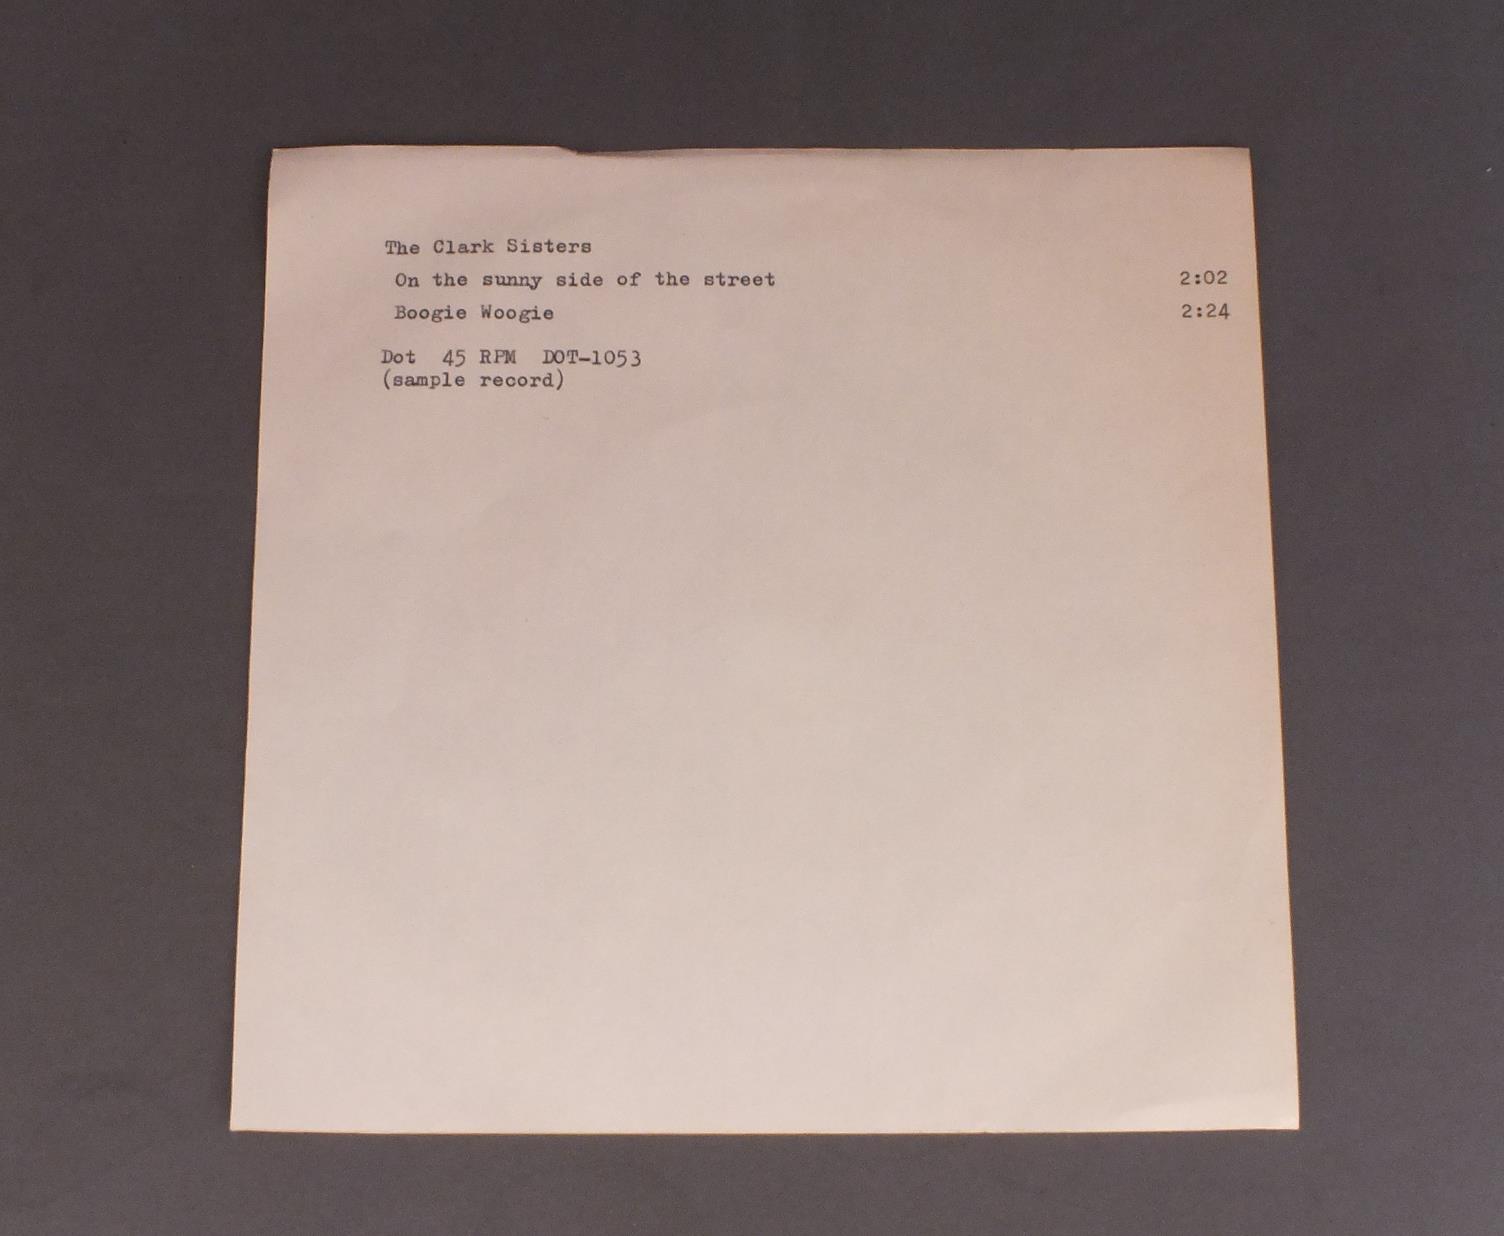 The Clark Sisters
On the sunny side of the street 2:02
Boogie Woogie 2:24
Dot 45 RPM DOT-1053
(sample record)